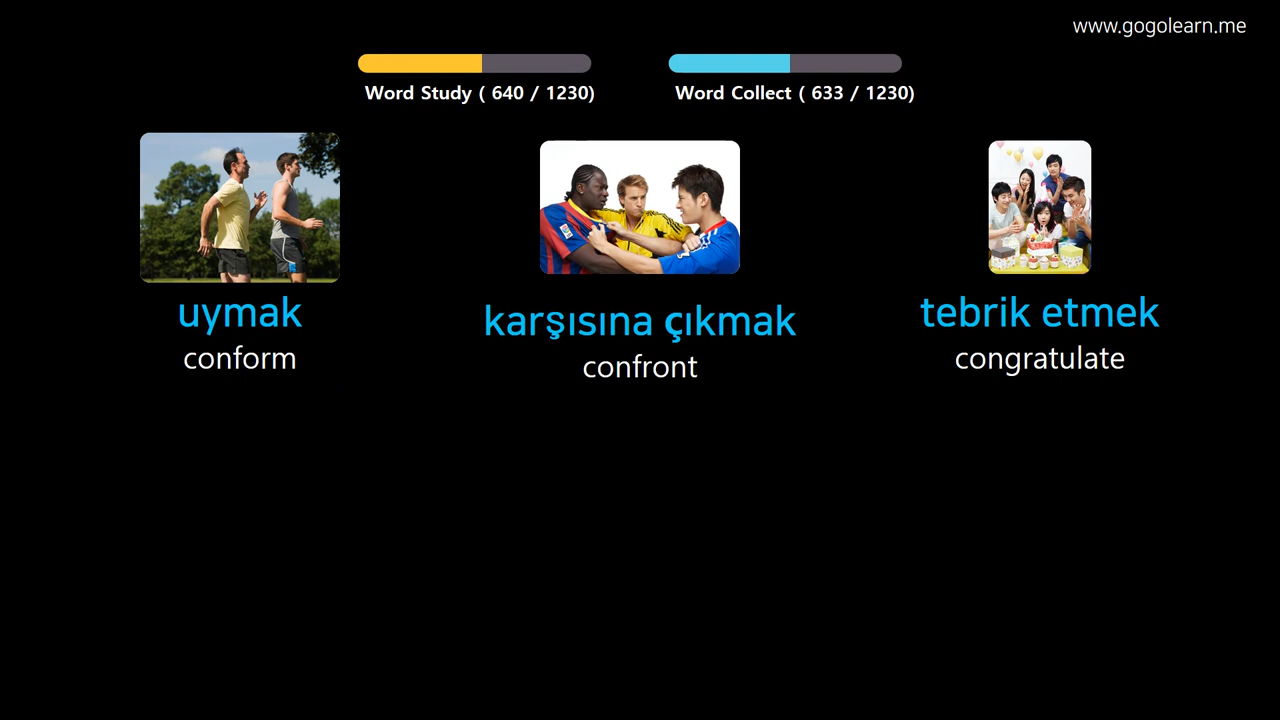 www.gogolearn.me
Word Study ( 640 / 1230)
Word Collect ( 633 / 1230)
uymak
conform
karşısına çıkmak
confront
tebrik etmek
congratulate